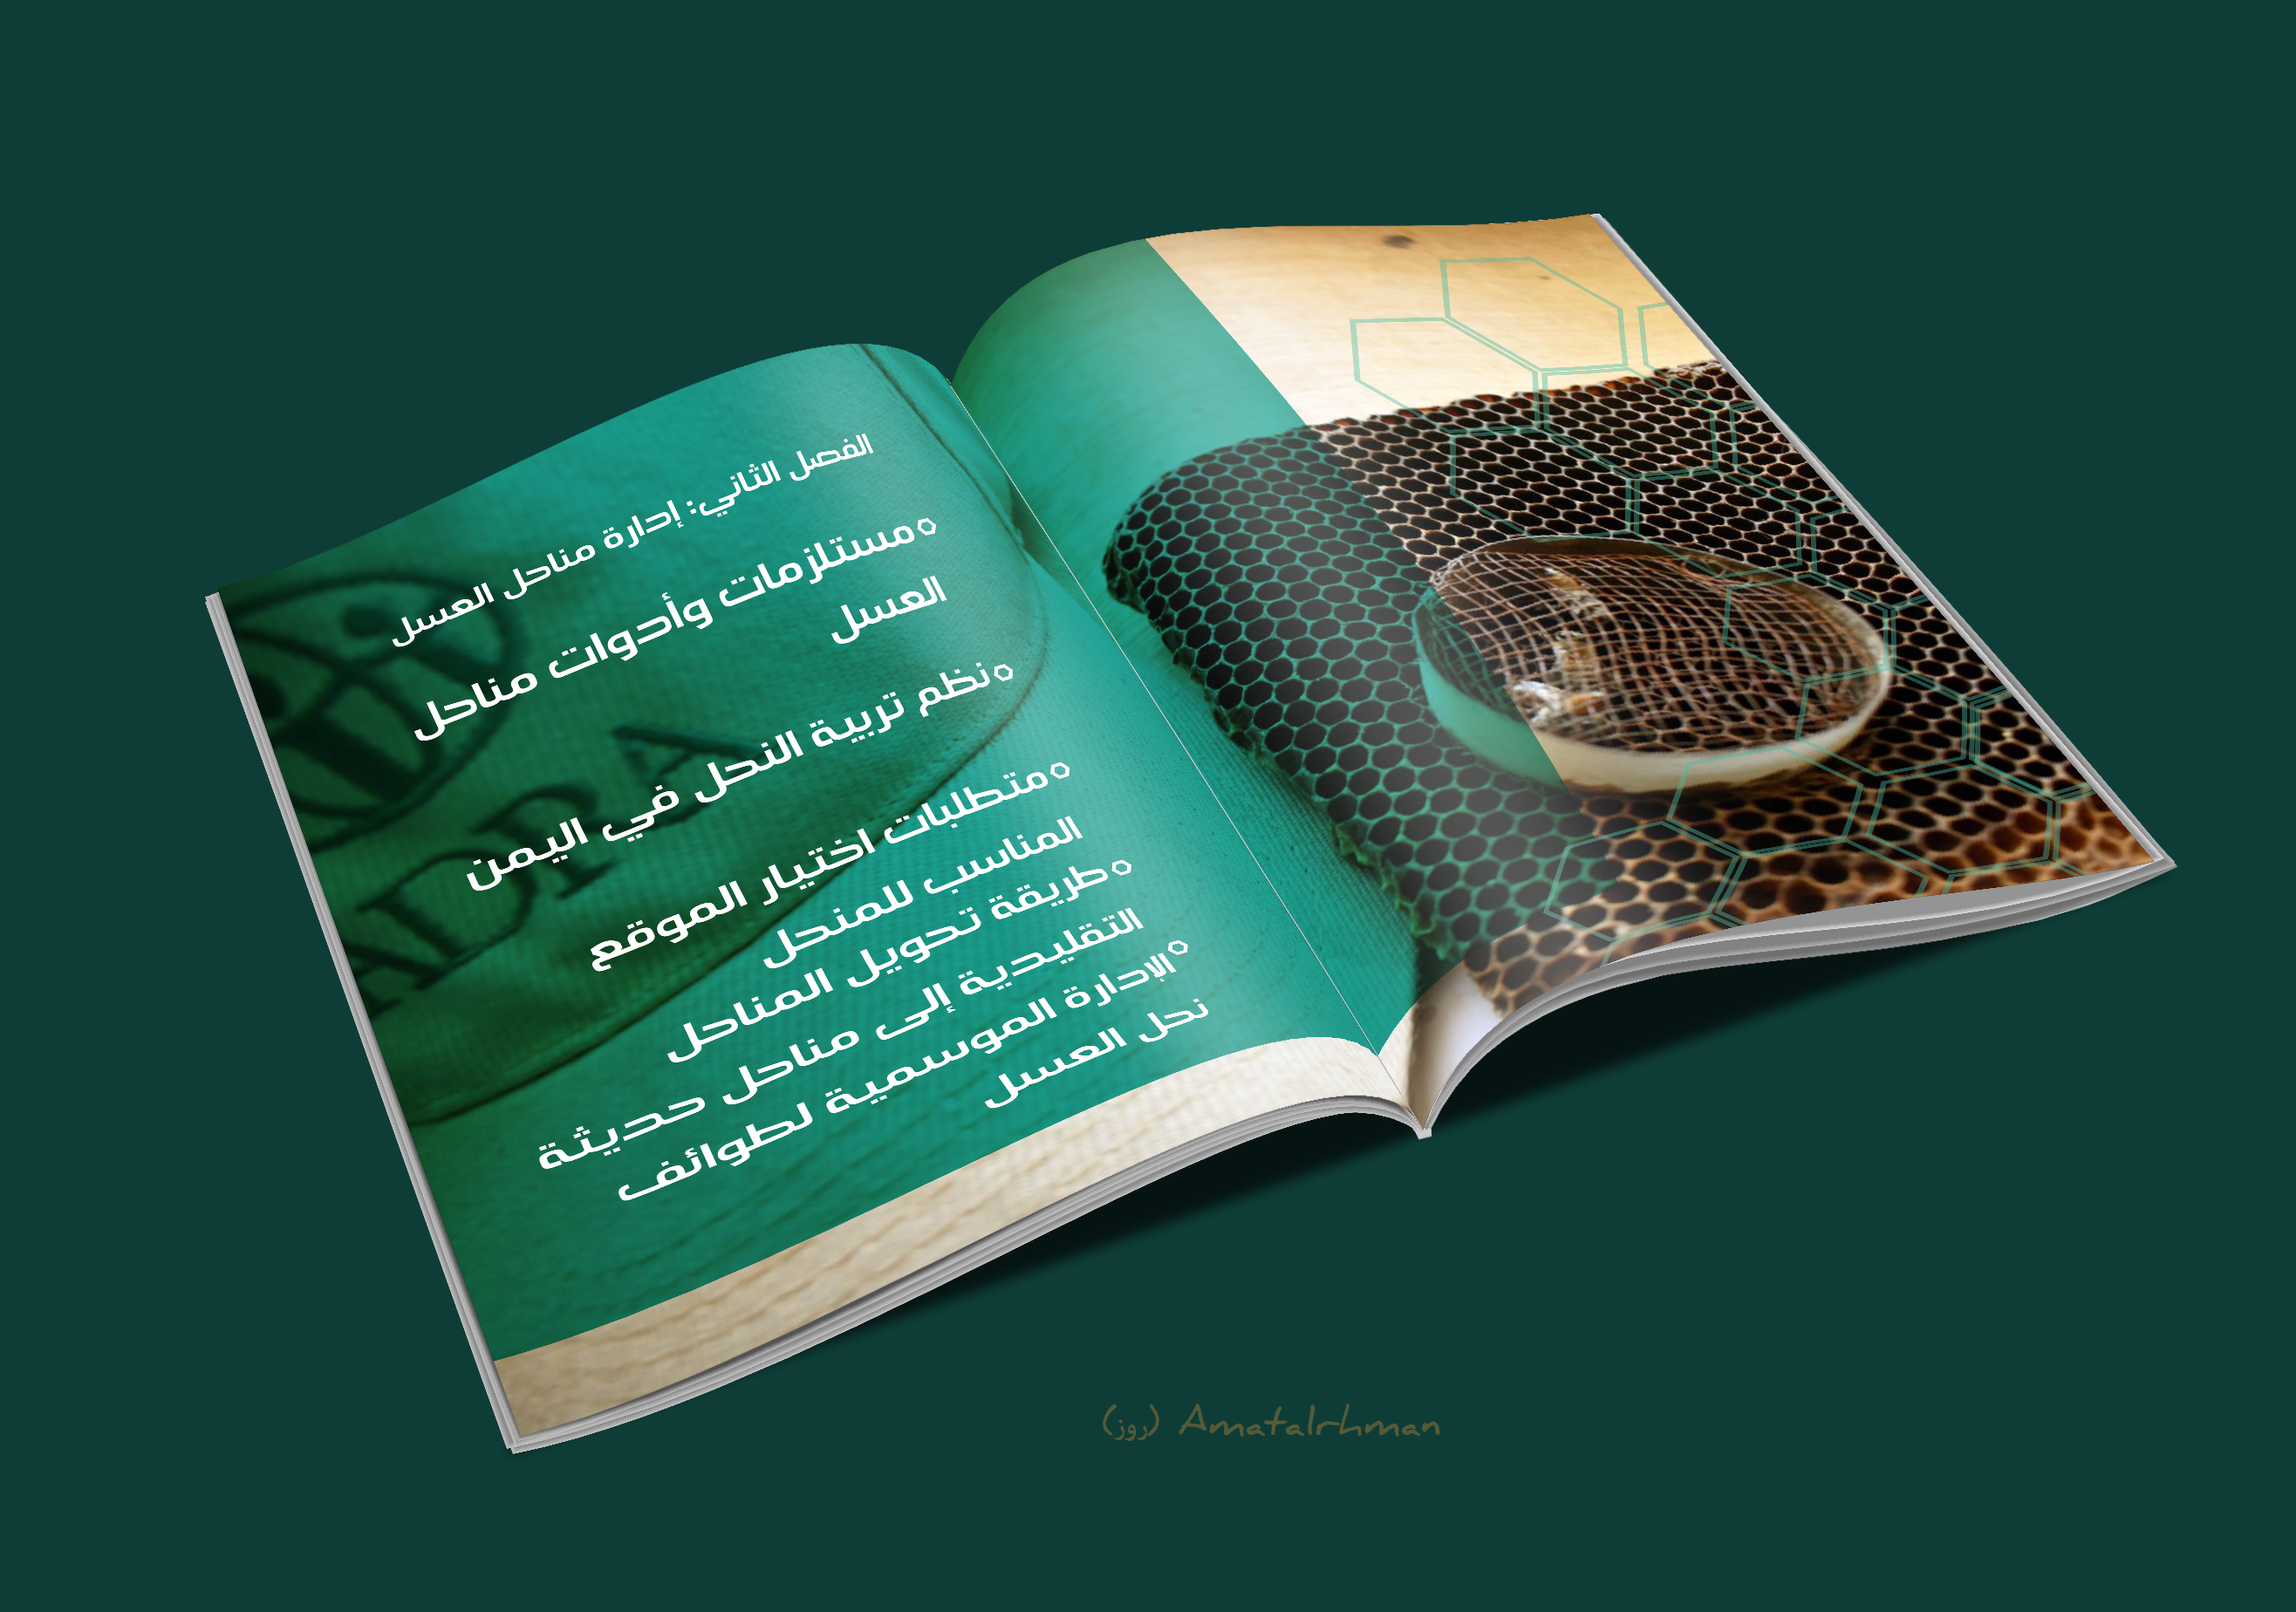 الفصل الثاني: إدارة مناحل العسل
مستلزمات وأدوات مناحل
العسل
نظم تربية النحل في اليمن
متطلبات اختيار الموقع
المناسب للمنحل
طريقة تحويل المناحل
التقليدية إلى مناحل حديثة
الإدارة الموسمية لطوائف
نحل العسل
ADRA
(روز) Amatalrhman